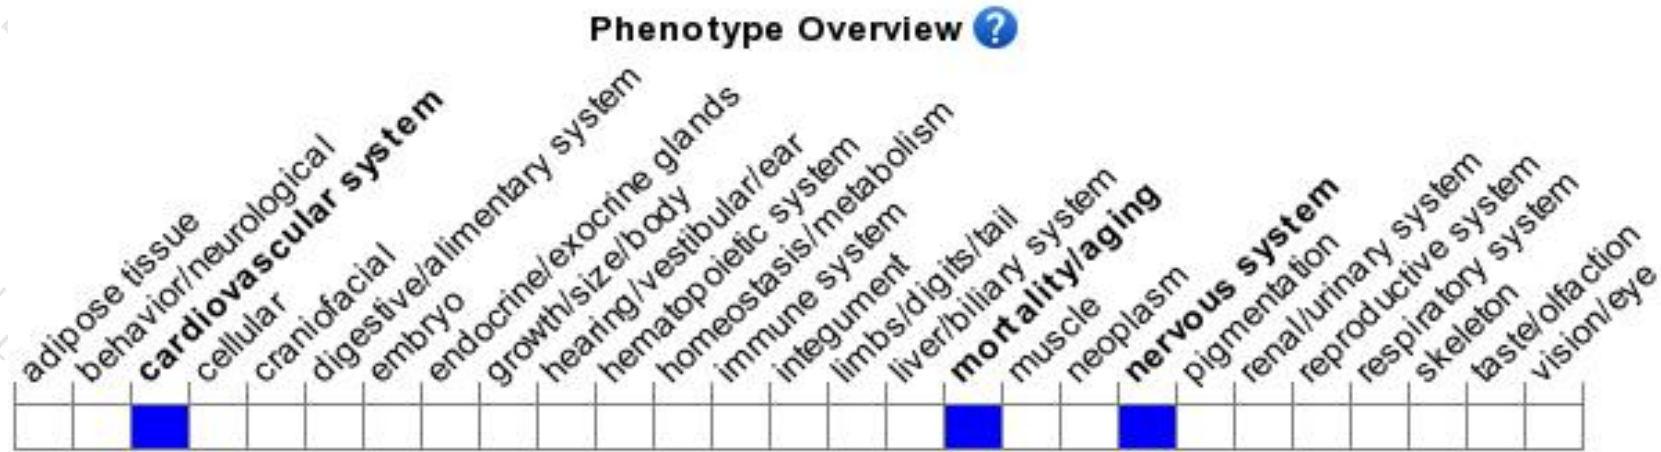 Phenotype Overview ?
adipose tissue
behavior/neurological
cardiovascular system
cellular
craniofacial
digestive/alimentary system
embryo
endocrine/exocrine glands
growth/size/body
hearing/vestibular/ear
hematopoietic system
homeostasis/metabolism
immune system
integument
limbs/digits/tail
liver/biliary system
mortality/aging
muscle
neoplasm
nervous system
pigmentation
renal/urinary system
reproductive system
respiratory system
skeleton
taste/olfaction
vision/eye